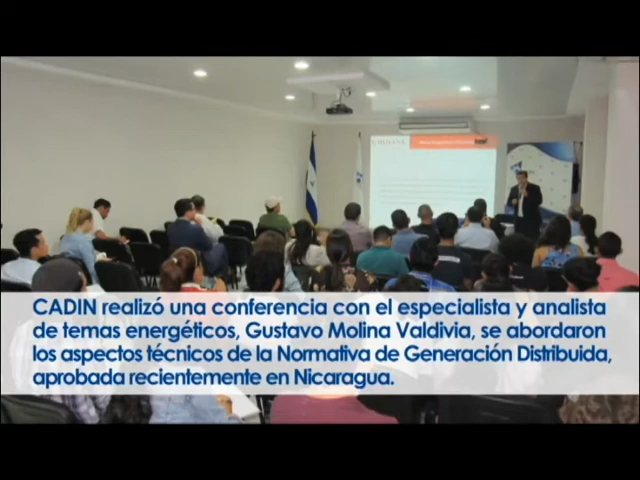 CADIN realizó una conferencia con el especialista y analista
de temas energéticos, Gustavo Molina Valdivia, se abordaron
los aspectos técnicos de la Normativa de Generación Distribuida,
aprobada recientemente en Nicaragua.